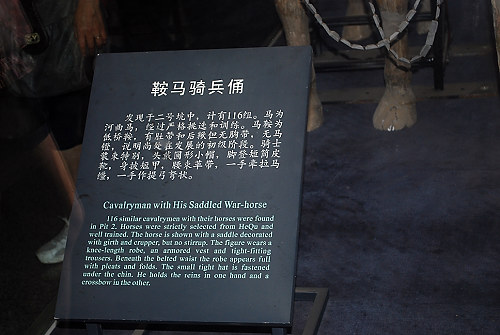 鞍马骑兵俑
发现于二号坑中，计有116组。马为
河西马，经过严格挑选和训练。马鞍为
低桥鞍，有肚带和后鞦但无胸带，无马
镫，说明尚处在发展的初级阶段。骑士
装束特别，头戴圆形小帽，脚登短筒皮
靴，身披短甲，腰束革带，一手牵拉马
缰，一手作提弓弩状。
Cavalryman with His Saddled War-horse
116 similar cavalrymen with their horses were found
in Pit 2. Horses were strictly selected from HeQu and
well trained. The horse is shown with a saddle decorated
with girth and crupper, but no stirrup. The figure wears a
knee-length robe, an armored vest and tight-fitting
trousers. Beneath the belted waist the robe appears full
with pleats and folds. The small tight hat is fastened
under the chin. He holds the reins in one hand and a
crossbow in the other.